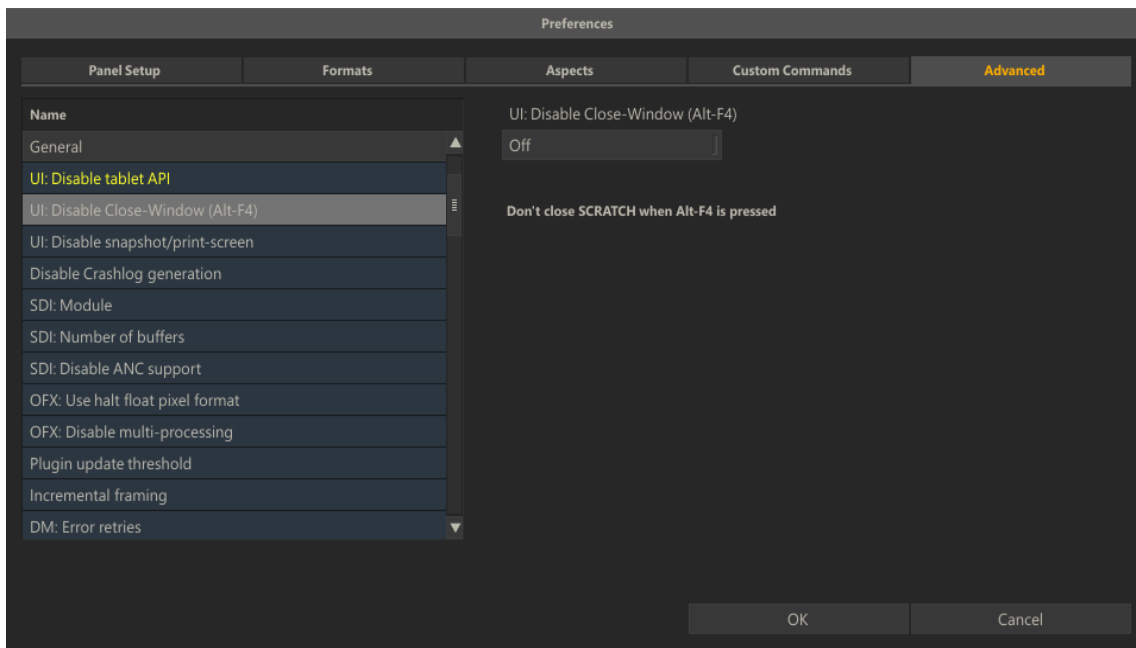 Preferences
Panel Setup Formats Aspects Custom Commands Advanced
Name
General
UI: Disable tablet API
UI: Disable Close-Window (Alt-F4)
UI: Disable snapshot/print-screen
Disable Crashlog generation
SDI: Module
SDI: Number of buffers
SDI: Disable ANC support
OFX: Use halt float pixel format
OFX: Disable multi-processing
Plugin update threshold
Incremental framing
DM: Error retries
UI: Disable Close-Window (Alt-F4)
Off
Don't close SCRATCH when Alt-F4 is pressed
OK Cancel